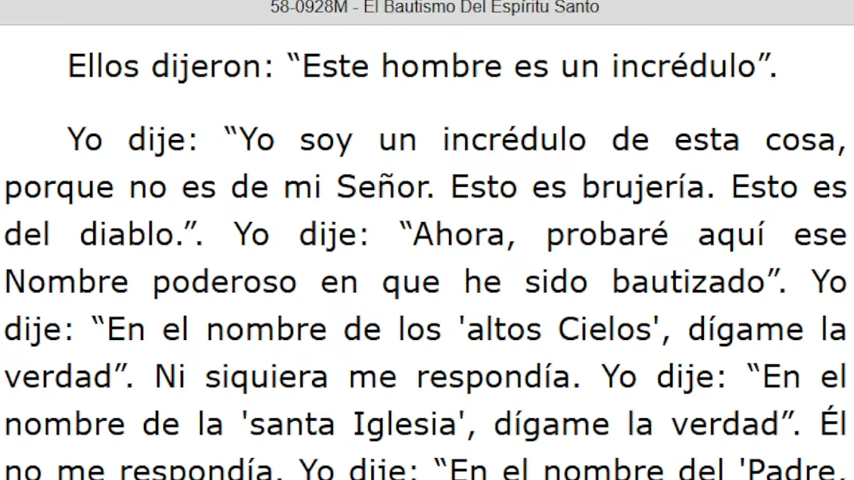 58-0928M - El Bautismo Del Espíritu Santo
Ellos dijeron: “Este hombre es un incrédulo”.
Yo dije: “Yo soy un incrédulo de esta cosa,
porque no es de mi Señor. Esto es brujería. Esto es
del diablo.”. Yo dije: “Ahora, probaré aquí ese
Nombre poderoso en que he sido bautizado”. Yo
dije: “En el nombre de los 'altos Cielos', dígame la
verdad”. Ni siquiera me respondía. Yo dije: “En el
nombre de la 'santa Iglesia', dígame la verdad”. Él
no me respondía. Yo dije: “En el nombre del 'Padre,